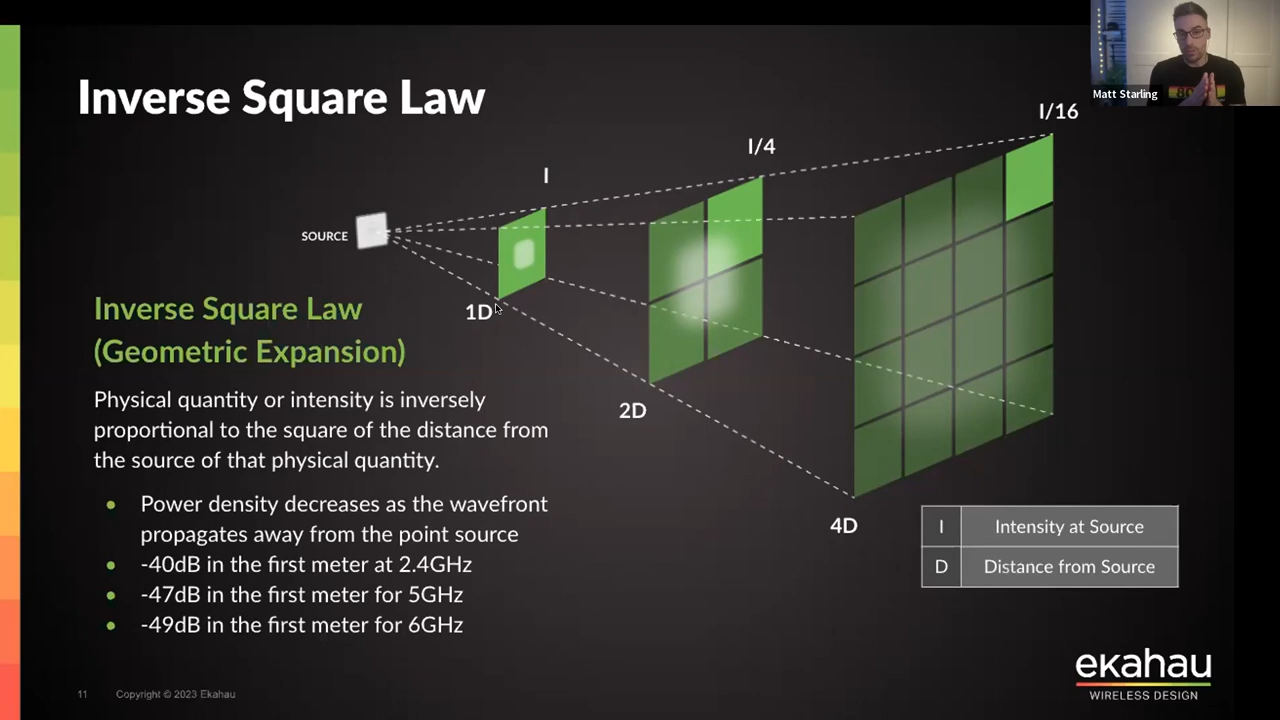 Matt Starling
Inverse Square Law
I/16
I/4
I
SOURCE
1D
2D
4D
Inverse Square Law
(Geometric Expansion)
Physical quantity or intensity is inversely
proportional to the square of the distance from
the source of that physical quantity.
• Power density decreases as the wavefront
propagates away from the point source
• -40dB in the first meter at 2.4GHz
• -47dB in the first meter for 5GHz
• -49dB in the first meter for 6GHz
I Intensity at Source
D Distance from Source
11 Copyright © 2023 Ekahau
ekahau
WIRELESS DESIGN